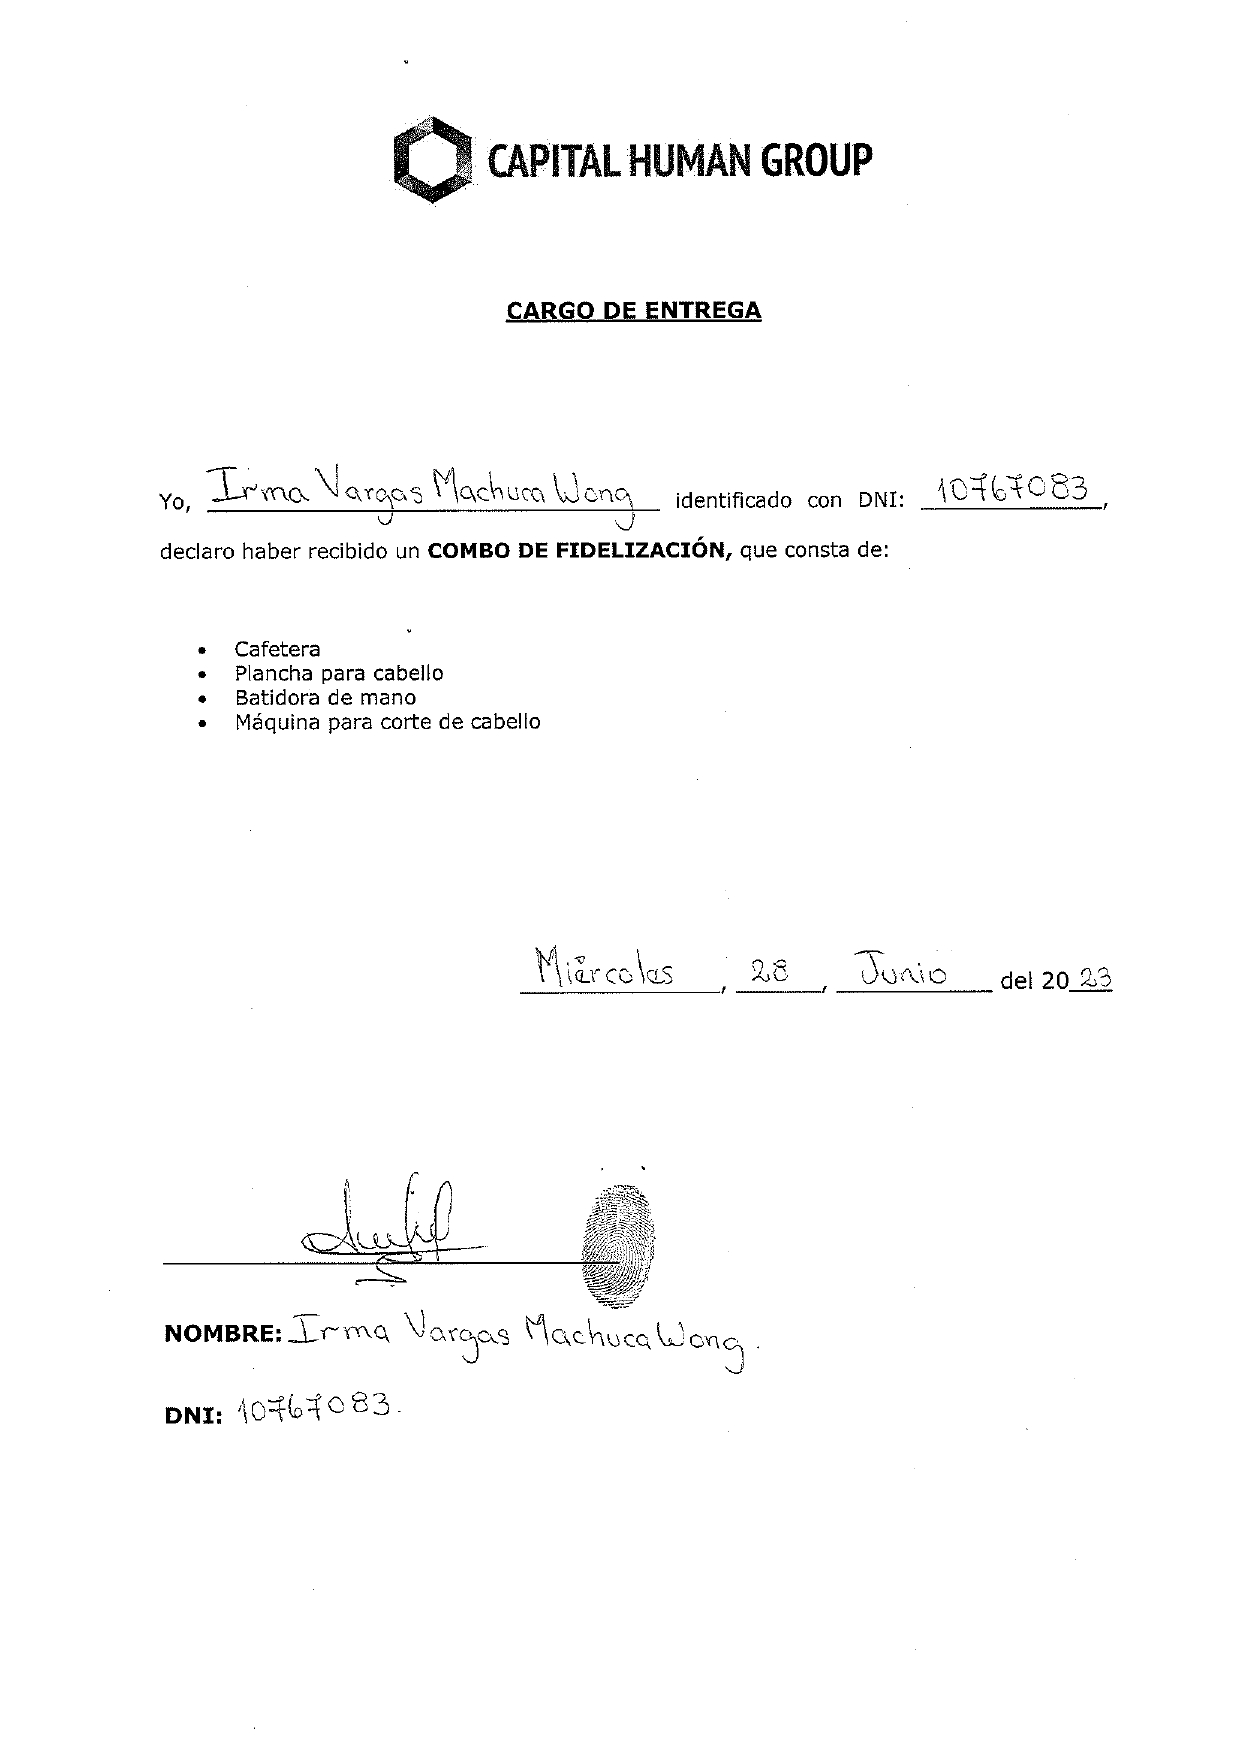 CAPITAL HUMAN GROUP
CARGO DE ENTREGA
Yo, Irma Vargas Machuca Wong identificado con DNI: 10767083,
declaro haber recibido un COMBO DE FIDELIZACIÓN, que consta de:
• Cafetera
• Plancha para cabello
• Batidora de mano
• Máquina para corte de cabello
Miércoles, 28, Junio del 2023
NOMBRE: Irma Vargas Machuca Wong.
DNI: 10767083.